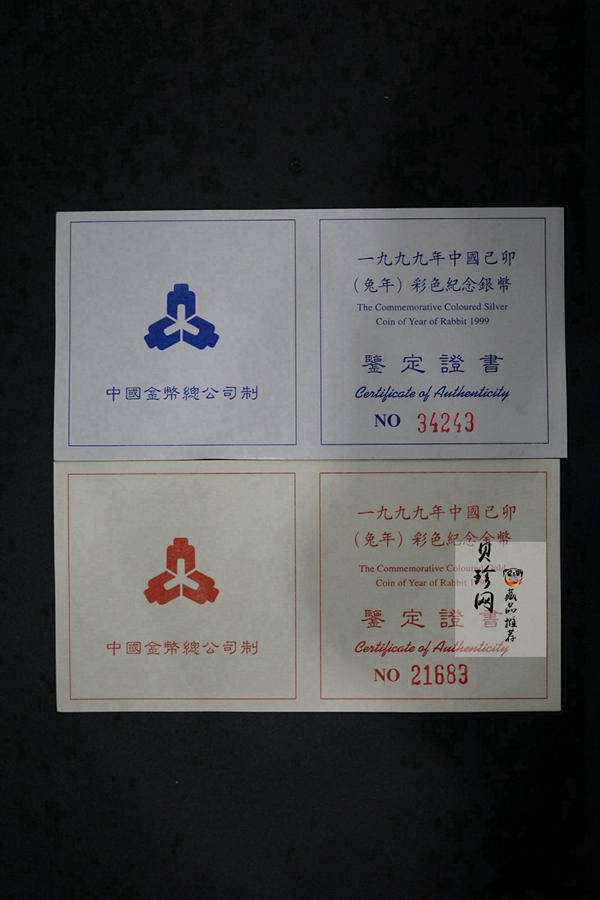 中國金幣總公司制
一九九九年中國己卯
（兔年）彩色紀念銀幣
The Commemorative Coloured Silver
Coin of Year of Rabbit 1999
鑒定證書
Certificate of Authenticity
NO 34243
中國金幣總公司制
一九九九年中國己卯
（兔年）彩色紀念金幣
The Commemorative Coloured Gold
Coin of Year of Rabbit
鑒定證書
Certificate of Authenticity
NO 21683
贝珍网
藏品推荐